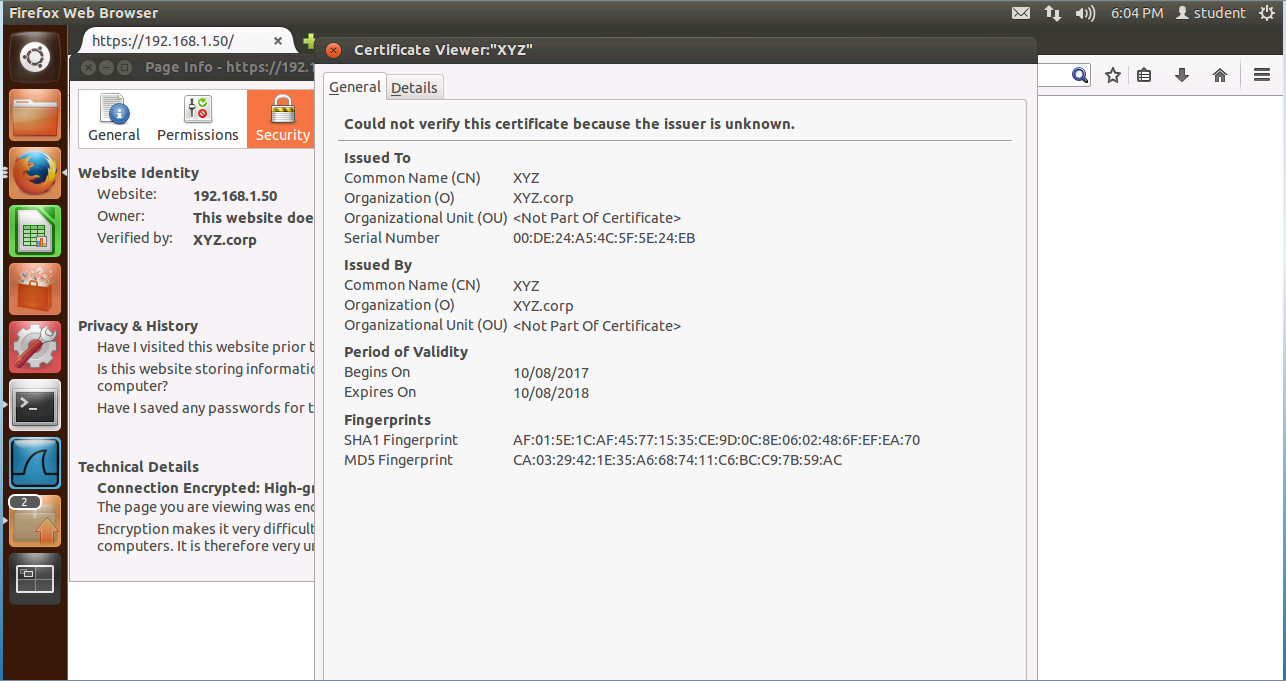 Firefox Web Browser
6:04 PM student
https://192.168.1.50/
Page Info - https://192.1
Certificate Viewer:"XYZ"
General Permissions Security
Website Identity
Website: 192.168.1.50
Owner: This website doe
Verified by: XYZ.corp
Privacy & History
Have I visited this website prior t
Is this website storing informatio
computer?
Have I saved any passwords for t
Technical Details
Connection Encrypted: High-gr
The page you are viewing was enc
Encryption makes it very difficult
computers. It is therefore very un
2
General Details
Could not verify this certificate because the issuer is unknown.
Issued To
Common Name (CN) XYZ
Organization (O) XYZ.corp
Organizational Unit (OU) <Not Part Of Certificate>
Serial Number 00:DE:24:A5:4C:5F:5E:24:EB
Issued By
Common Name (CN) XYZ
Organization (O) XYZ.corp
Organizational Unit (OU) <Not Part Of Certificate>
Period of Validity
Begins On 10/08/2017
Expires On 10/08/2018
Fingerprints
SHA1 Fingerprint AF:01:5E:1C:AF:45:77:15:35:CE:9D:0C:8E:06:02:48:6F:EF:EA:70
MD5 Fingerprint CA:03:29:42:1E:35:A6:68:74:11:C6:BC:C9:7B:59:AC